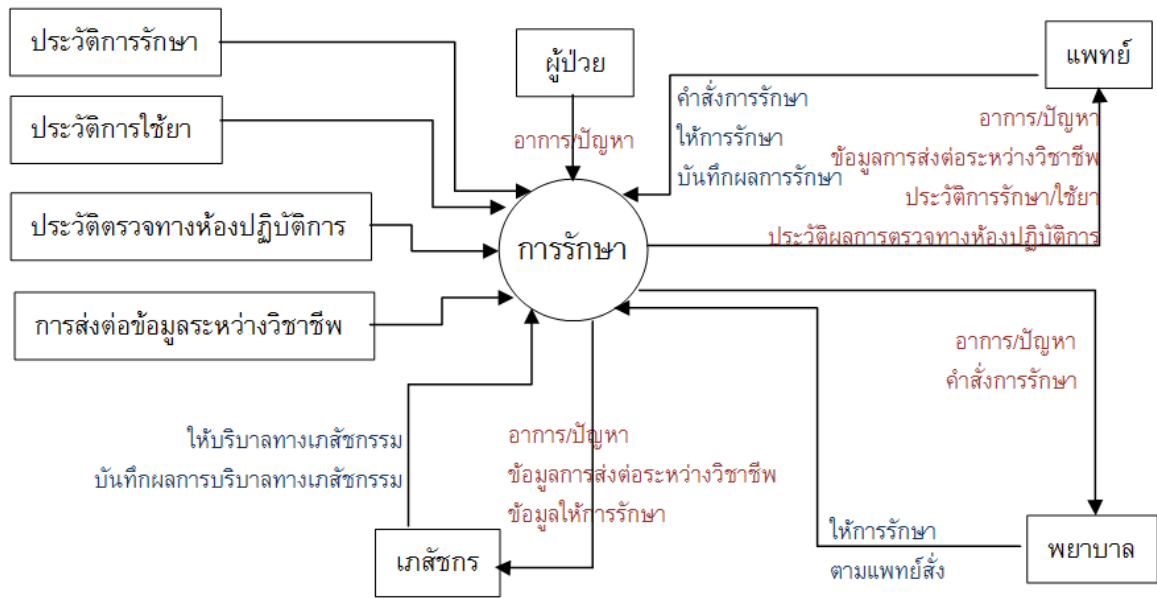 ประวัติการรักษา
ผู้ป่วย
แพทย์
ประวัติการใช้ยา
อาการ/ปัญหา
คำสั่งการรักษา
ให้การรักษา
บันทึกผลการรักษา
อาการ/ปัญหา
ข้อมูลการส่งต่อระหว่างวิชาชีพ
ประวัติการรักษา/ใช้ยา
ประวัติผลการตรวจทางห้องปฏิบัติการ
ประวัติตรวจทางห้องปฏิบัติการ
การรักษา
การส่งต่อข้อมูลระหว่างวิชาชีพ
อาการ/ปัญหา
คำสั่งการรักษา
ให้บริบาลทางเภสัชกรรม
บันทึกผลการบริบาลทางเภสัชกรรม
อาการ/ปัญหา
ข้อมูลการส่งต่อระหว่างวิชาชีพ
ข้อมูลให้การรักษา
ให้การรักษา
ตามแพทย์สั่ง
เภสัชกร
พยาบาล